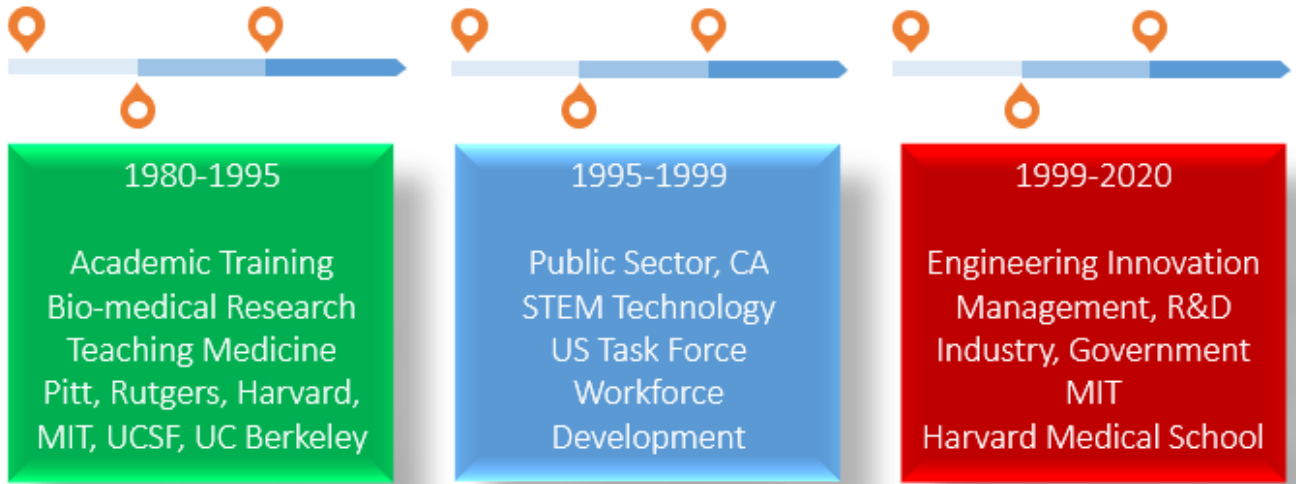 1980-1995
Academic Training
Bio-medical Research
Teaching Medicine
Pitt, Rutgers, Harvard,
MIT, UCSF, UC Berkeley
1995-1999
Public Sector, CA
STEM Technology
US Task Force
Workforce
Development
1999-2020
Engineering Innovation
Management, R&D
Industry, Government
MIT
Harvard Medical School